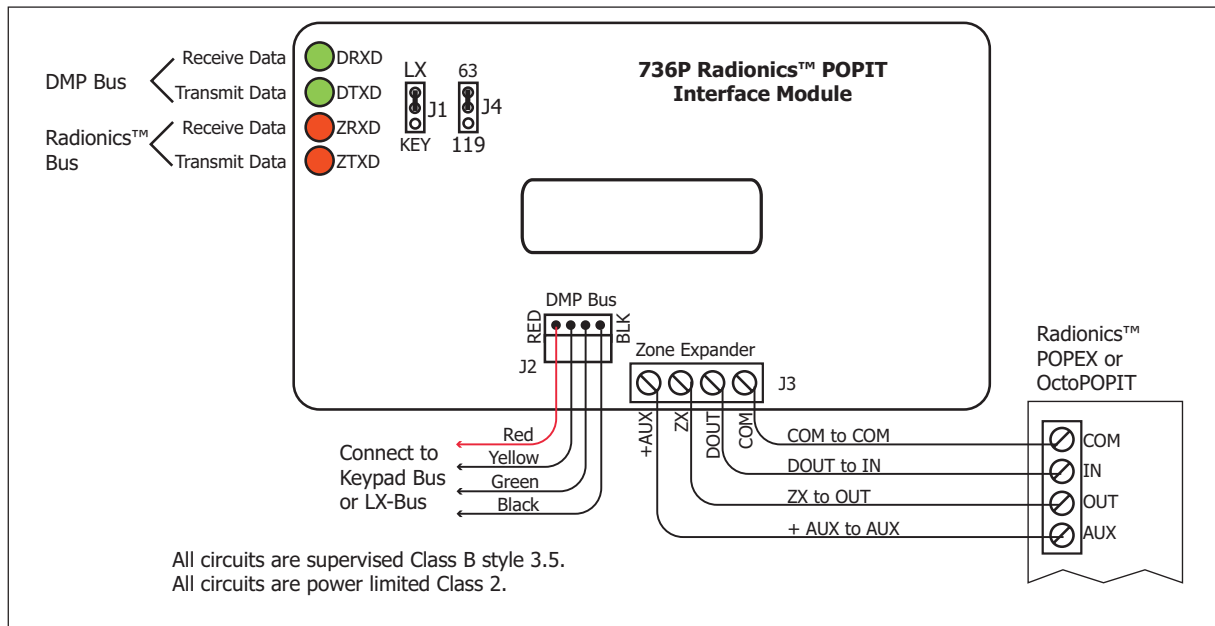 DMP Bus
Receive Data
Transmit Data
Radionics™
Bus
Receive Data
Transmit Data
DRXD
DTXD
ZRXD
ZTXD
LX
J1
KEY
63
J4
119
736P Radionics™ POPIT
Interface Module
DMP Bus
RED
BLK
J2
Zone Expander
J3
+AUX
ZX
DOUT
COM
Connect to
Keypad Bus
or LX-Bus
Red
Yellow
Green
Black
COM to COM
DOUT to IN
ZX to OUT
+ AUX to AUX
Radionics™
POPEX or
OctoPOPIT
COM
IN
OUT
AUX
All circuits are supervised Class B style 3.5.
All circuits are power limited Class 2.